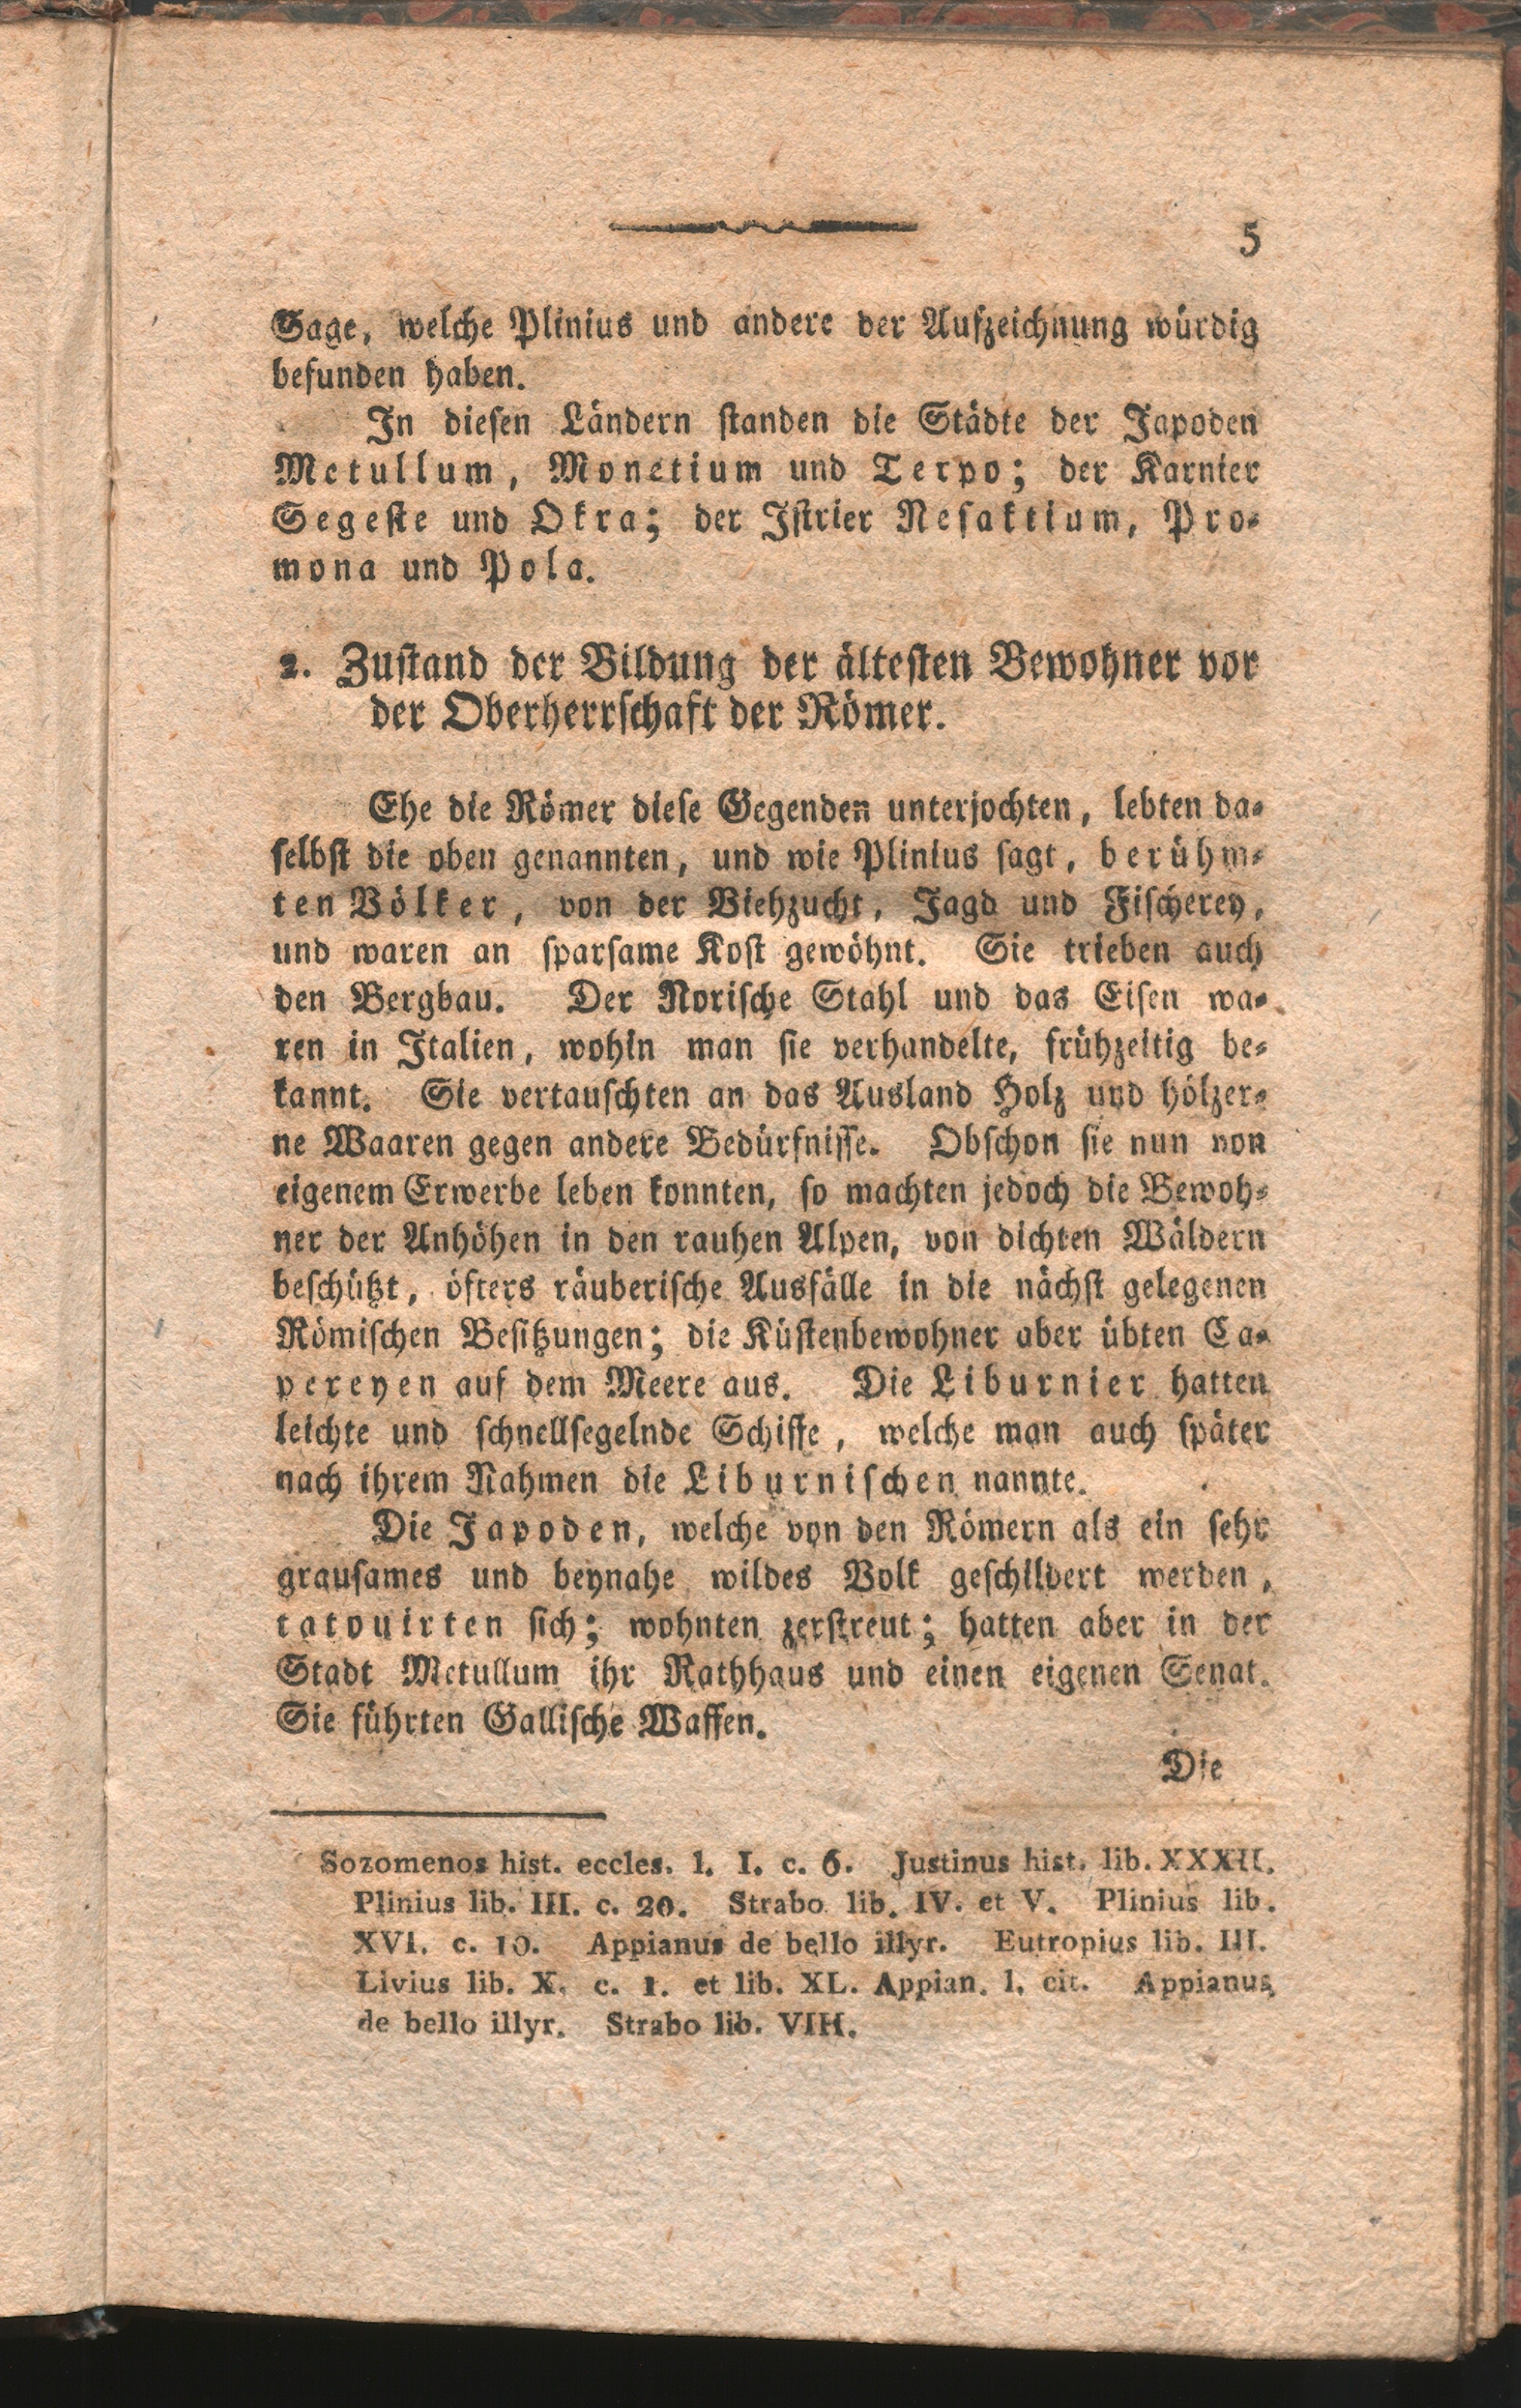 5
Sage, welche Plinius und andere der Aufzeichnung würdig
befunden haben.
In diesen Ländern standen die Städte der Japoden
Metullum, Monetium und Terpo; der Karnier
Segeste und Okra; der Istrier Nesaktium, Pro-
mona und Pola.
2. Zustand der Bildung der ältesten Bewohner vor
der Oberherrschaft der Römer.
Ehe die Römer diese Gegenden unterjochten, lebten da-
selbst die oben genannten, und wie Plinius sagt, berühm-
ten Völker, von der Viehzucht, Jagd und Fischerey,
und waren an sparsame Kost gewöhnt. Sie trieben auch
den Bergbau. Der Norische Stahl und das Eisen wa-
ren in Italien, wohin man sie verhandelte, frühzeitig be-
kannt. Sie vertauschten an das Ausland Holz und hölzer-
ne Waaren gegen andere Bedürfnisse. Obschon sie nun von
eigenem Erwerbe leben konnten, so machten jedoch die Bewoh-
ner der Anhöhen in den rauhen Alpen, von dichten Wäldern
beschützt, öfters räuberische Ausfälle in die nächst gelegenen
Römischen Besitzungen; die Küstenbewohner aber übten Ca-
pereyen auf dem Meere aus. Die Liburnier hatten
leichte und schnellsegelnde Schiffe, welche man auch später
nach ihrem Nahmen die Liburnischen nannte.
Die Japoden, welche von den Römern als ein sehr
grausames und beynahe wildes Volk geschildert werden,
tatouirten sich; wohnten zerstreut; hatten aber in der
Stadt Metullum ihr Rathhaus und einen eigenen Senat.
Sie führten Gallische Waffen.
Die
Sozomenos hist. eccles. l. I. c. 6. Justinus hist. lib. XXXII.
Plinius lib. III. c. 20. Strabo lib. IV. et V. Plinius lib.
XVI. c. 10. Appianus de bello illyr. Eutropius lib. III.
Livius lib. X. c. 1. et lib. XL. Appian. l. cit. Appianus
de bello illyr. Strabo lib. VIH.